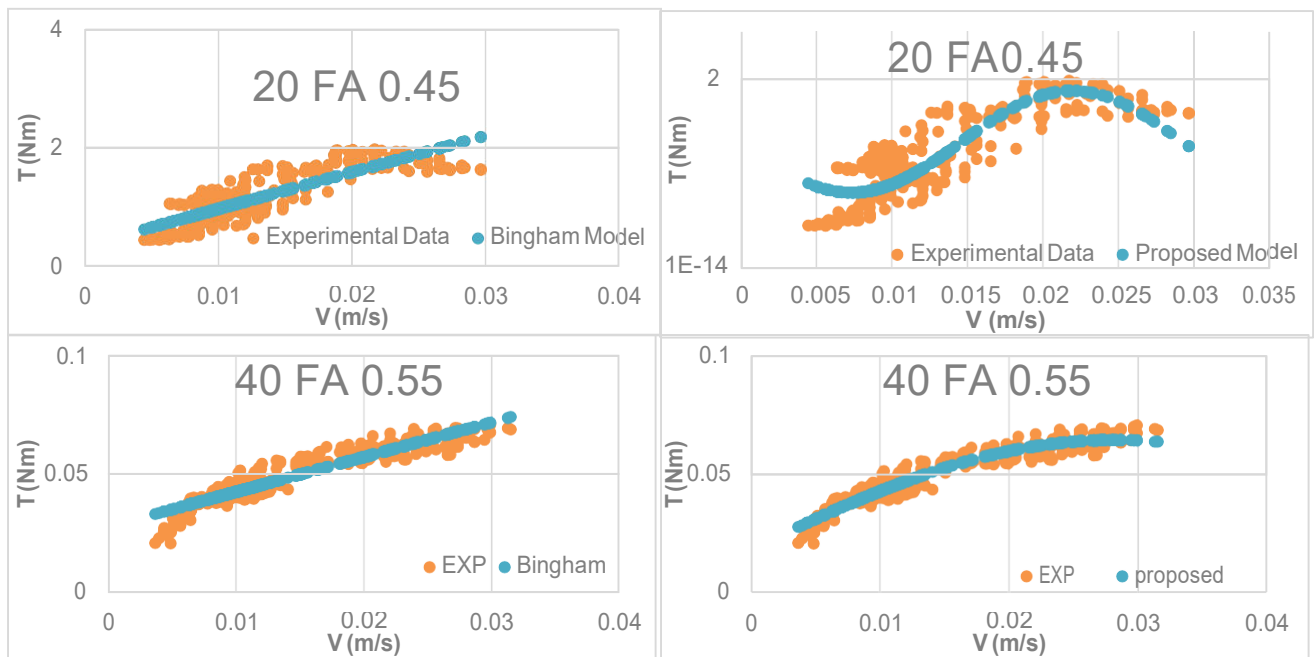 4
20 FA 0.45
T (Nm)
2
Experimental Data
Bingham Model
0
0
0.01
0.02
0.03
0.04
V (m/s)
20 FA0.45
2
T (Nm)
Experimental Data
Proposed Model
1E-14
0
0.005
0.01
0.015
0.02
0.025
0.03
0.035
V (m/s)
0.1
40 FA 0.55
T (Nm)
0.05
EXP
Bingham
0
0
0.01
0.02
0.03
0.04
V (m/s)
0.1
40 FA 0.55
T (Nm)
0.05
EXP
proposed
0
0
0.01
0.02
0.03
0.04
V (m/s)